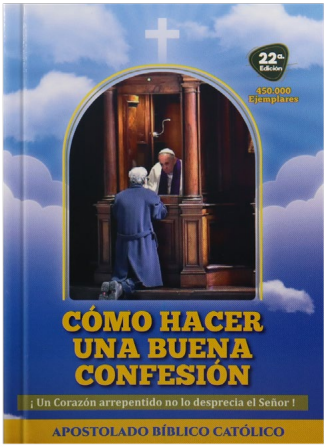 22ª.
Edición
450.000
Ejemplares
CÓMO HACER
UNA BUENA
CONFESIÓN
¡ Un Corazón arrepentido no lo desprecia el Señor !
APOSTOLADO BÍBLICO CATÓLICO